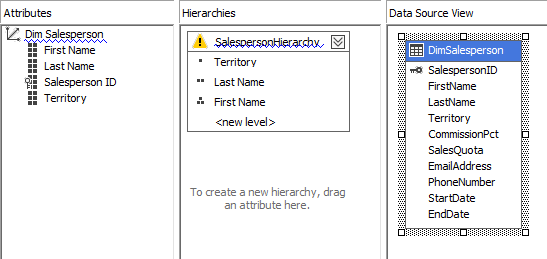 Attributes
Dim Salesperson
First Name
Last Name
Salesperson ID
Territory
Hierarchies
SalespersonHierarchy
Territory
Last Name
First Name
<new level>
To create a new hierarchy, drag
an attribute here.
Data Source View
DimSalesperson
SalespersonID
FirstName
LastName
Territory
CommissionPct
SalesQuota
EmailAddress
PhoneNumber
StartDate
EndDate